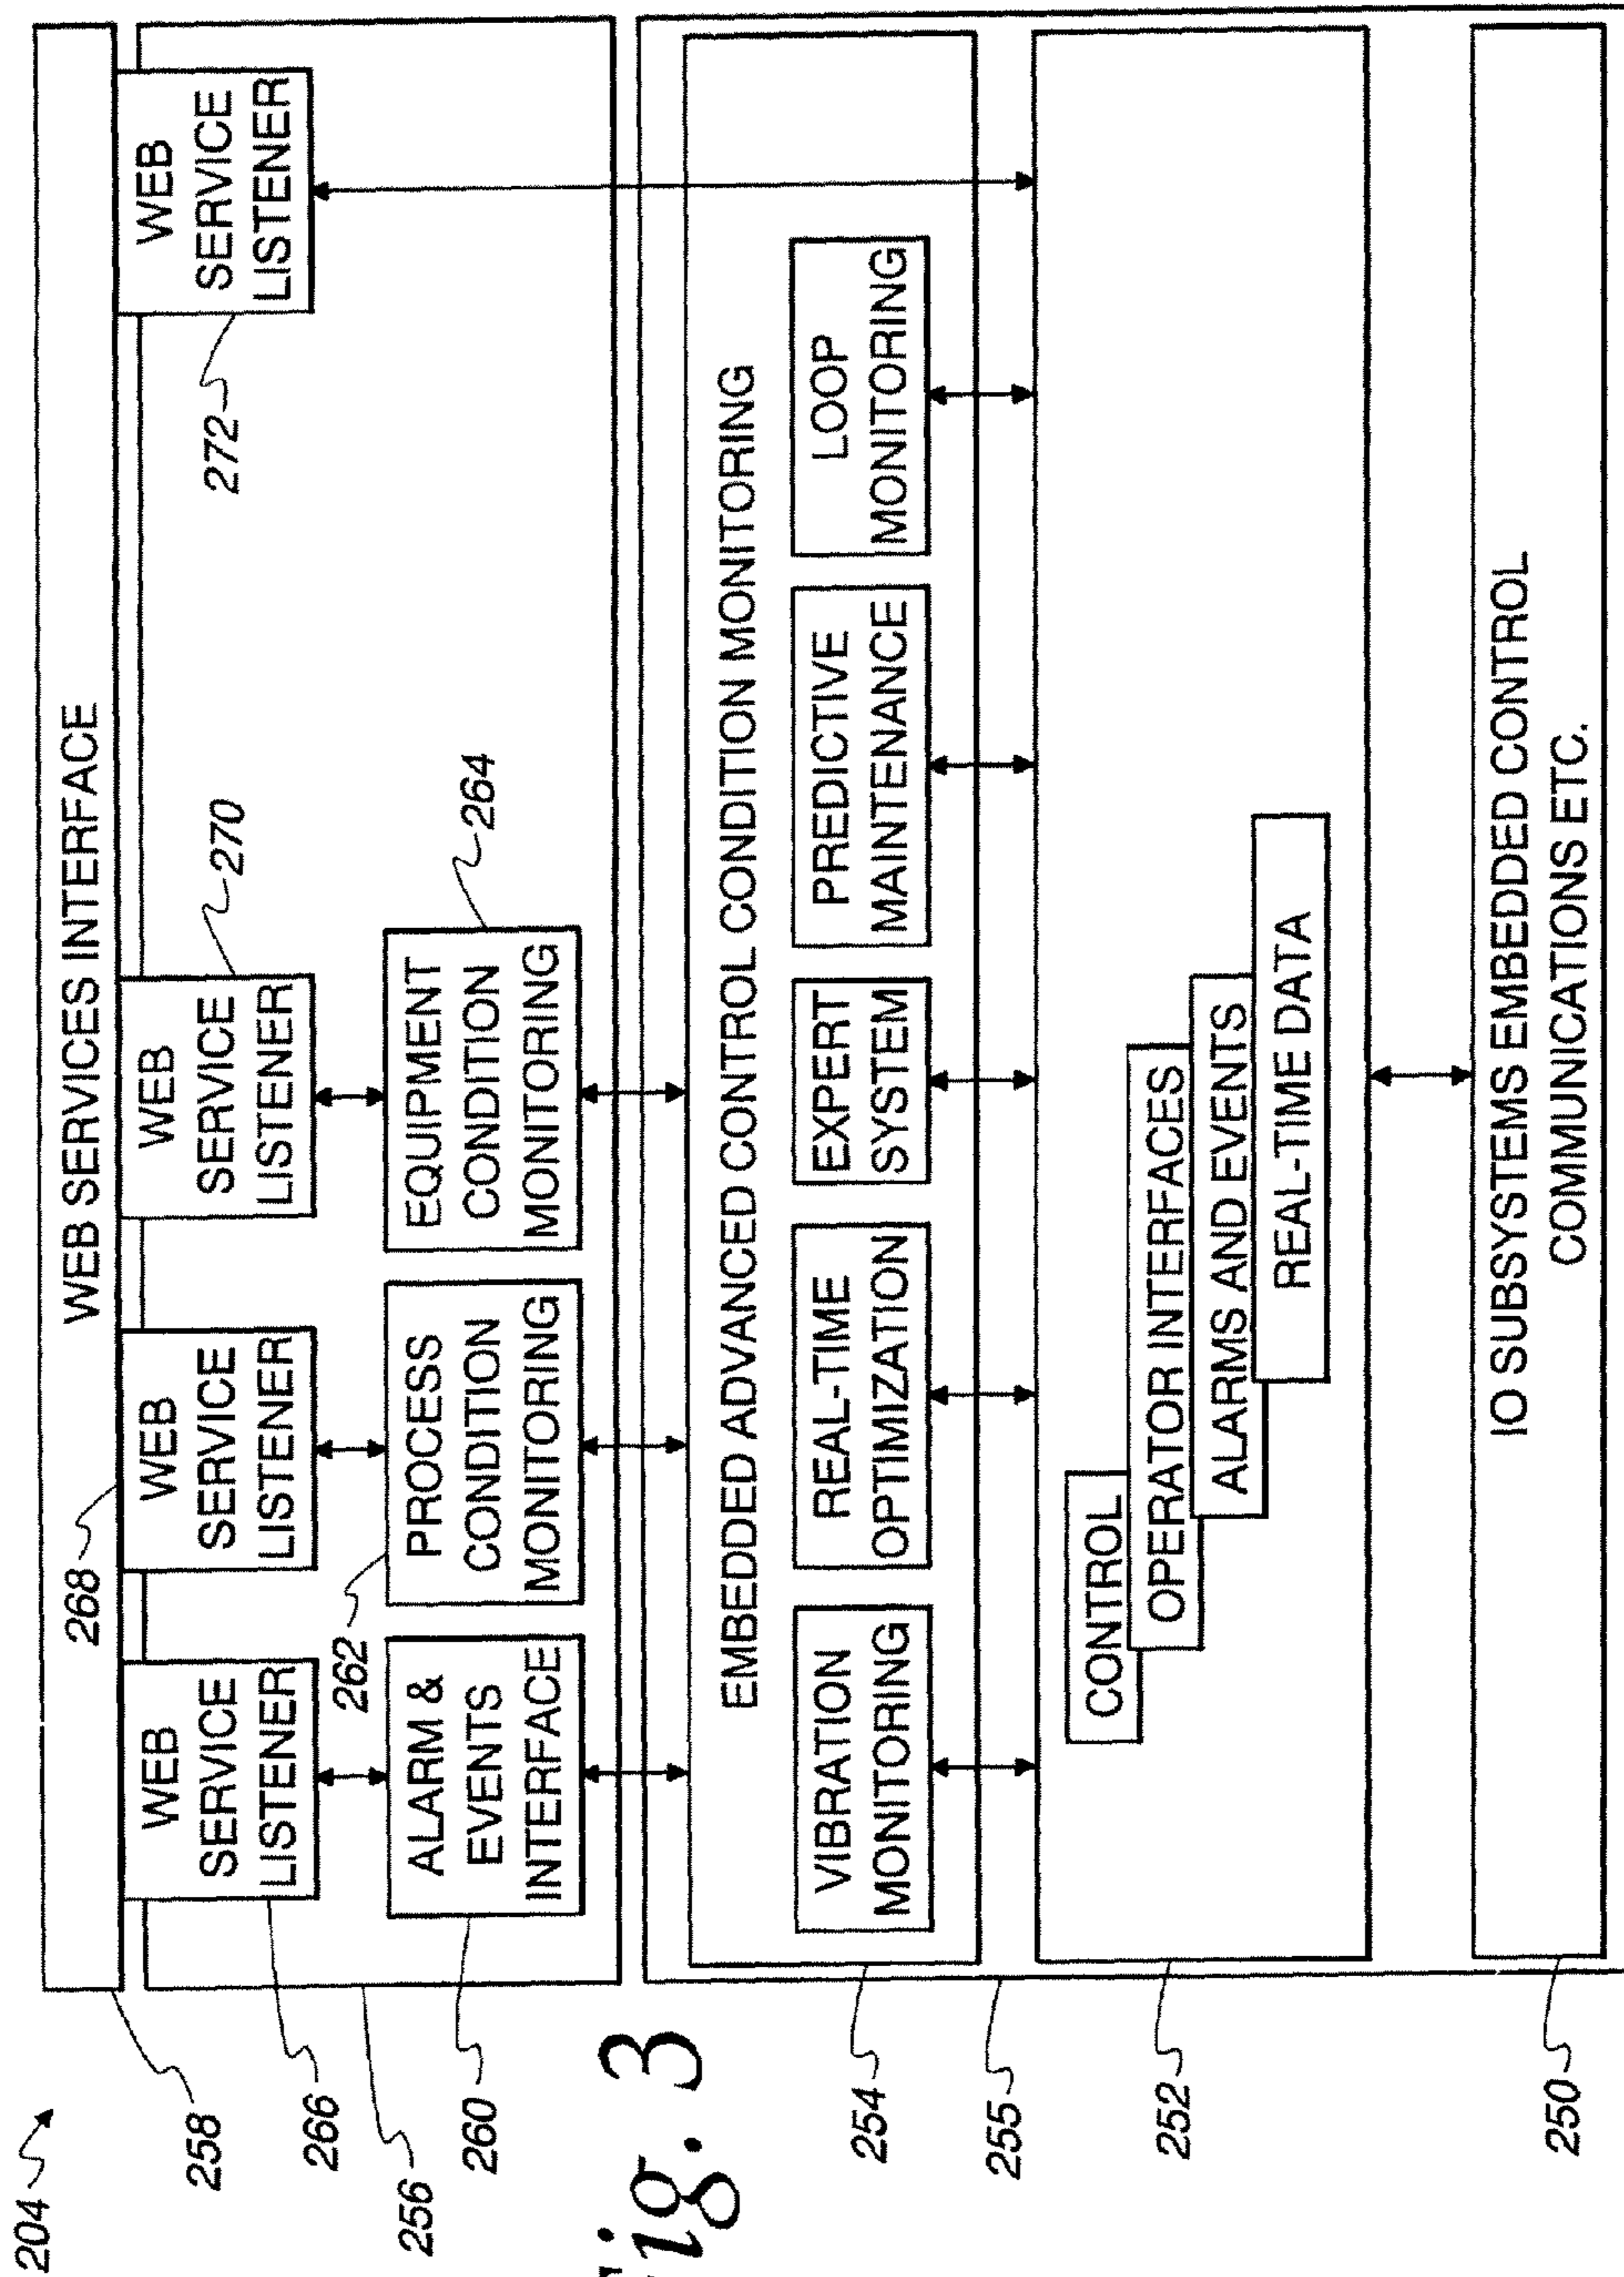 204
WEB SERVICES INTERFACE
258
268
270
WEB
SERVICE
LISTENER
WEB
SERVICE
LISTENER
WEB
SERVICE
LISTENER
WEB
SERVICE
LISTENER
266
272
262
264
256
ALARM &
EVENTS
INTERFACE
PROCESS
CONDITION
MONITORING
EQUIPMENT
CONDITION
MONITORING
260
Fig. 3
EMBEDDED ADVANCED CONTROL CONDITION MONITORING
VIBRATION
MONITORING
REAL-TIME
OPTIMIZATION
EXPERT
SYSTEM
PREDICTIVE
MAINTENANCE
LOOP
MONITORING
254
255
252
CONTROL
OPERATOR INTERFACES
ALARMS AND EVENTS
REAL-TIME DATA
250
IO SUBSYSTEMS EMBEDDED CONTROL
COMMUNICATIONS ETC.